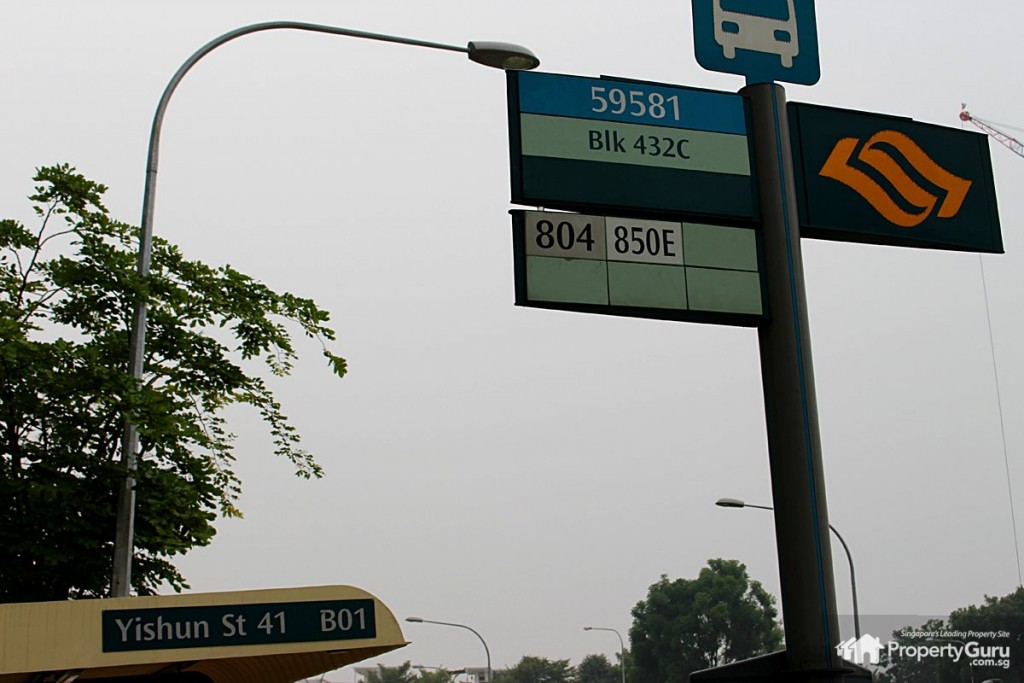 59581
Blk 432C
804 850E
Yishun St 41 B01
Singapore's Leading Property Site
PropertyGuru
.com.sg